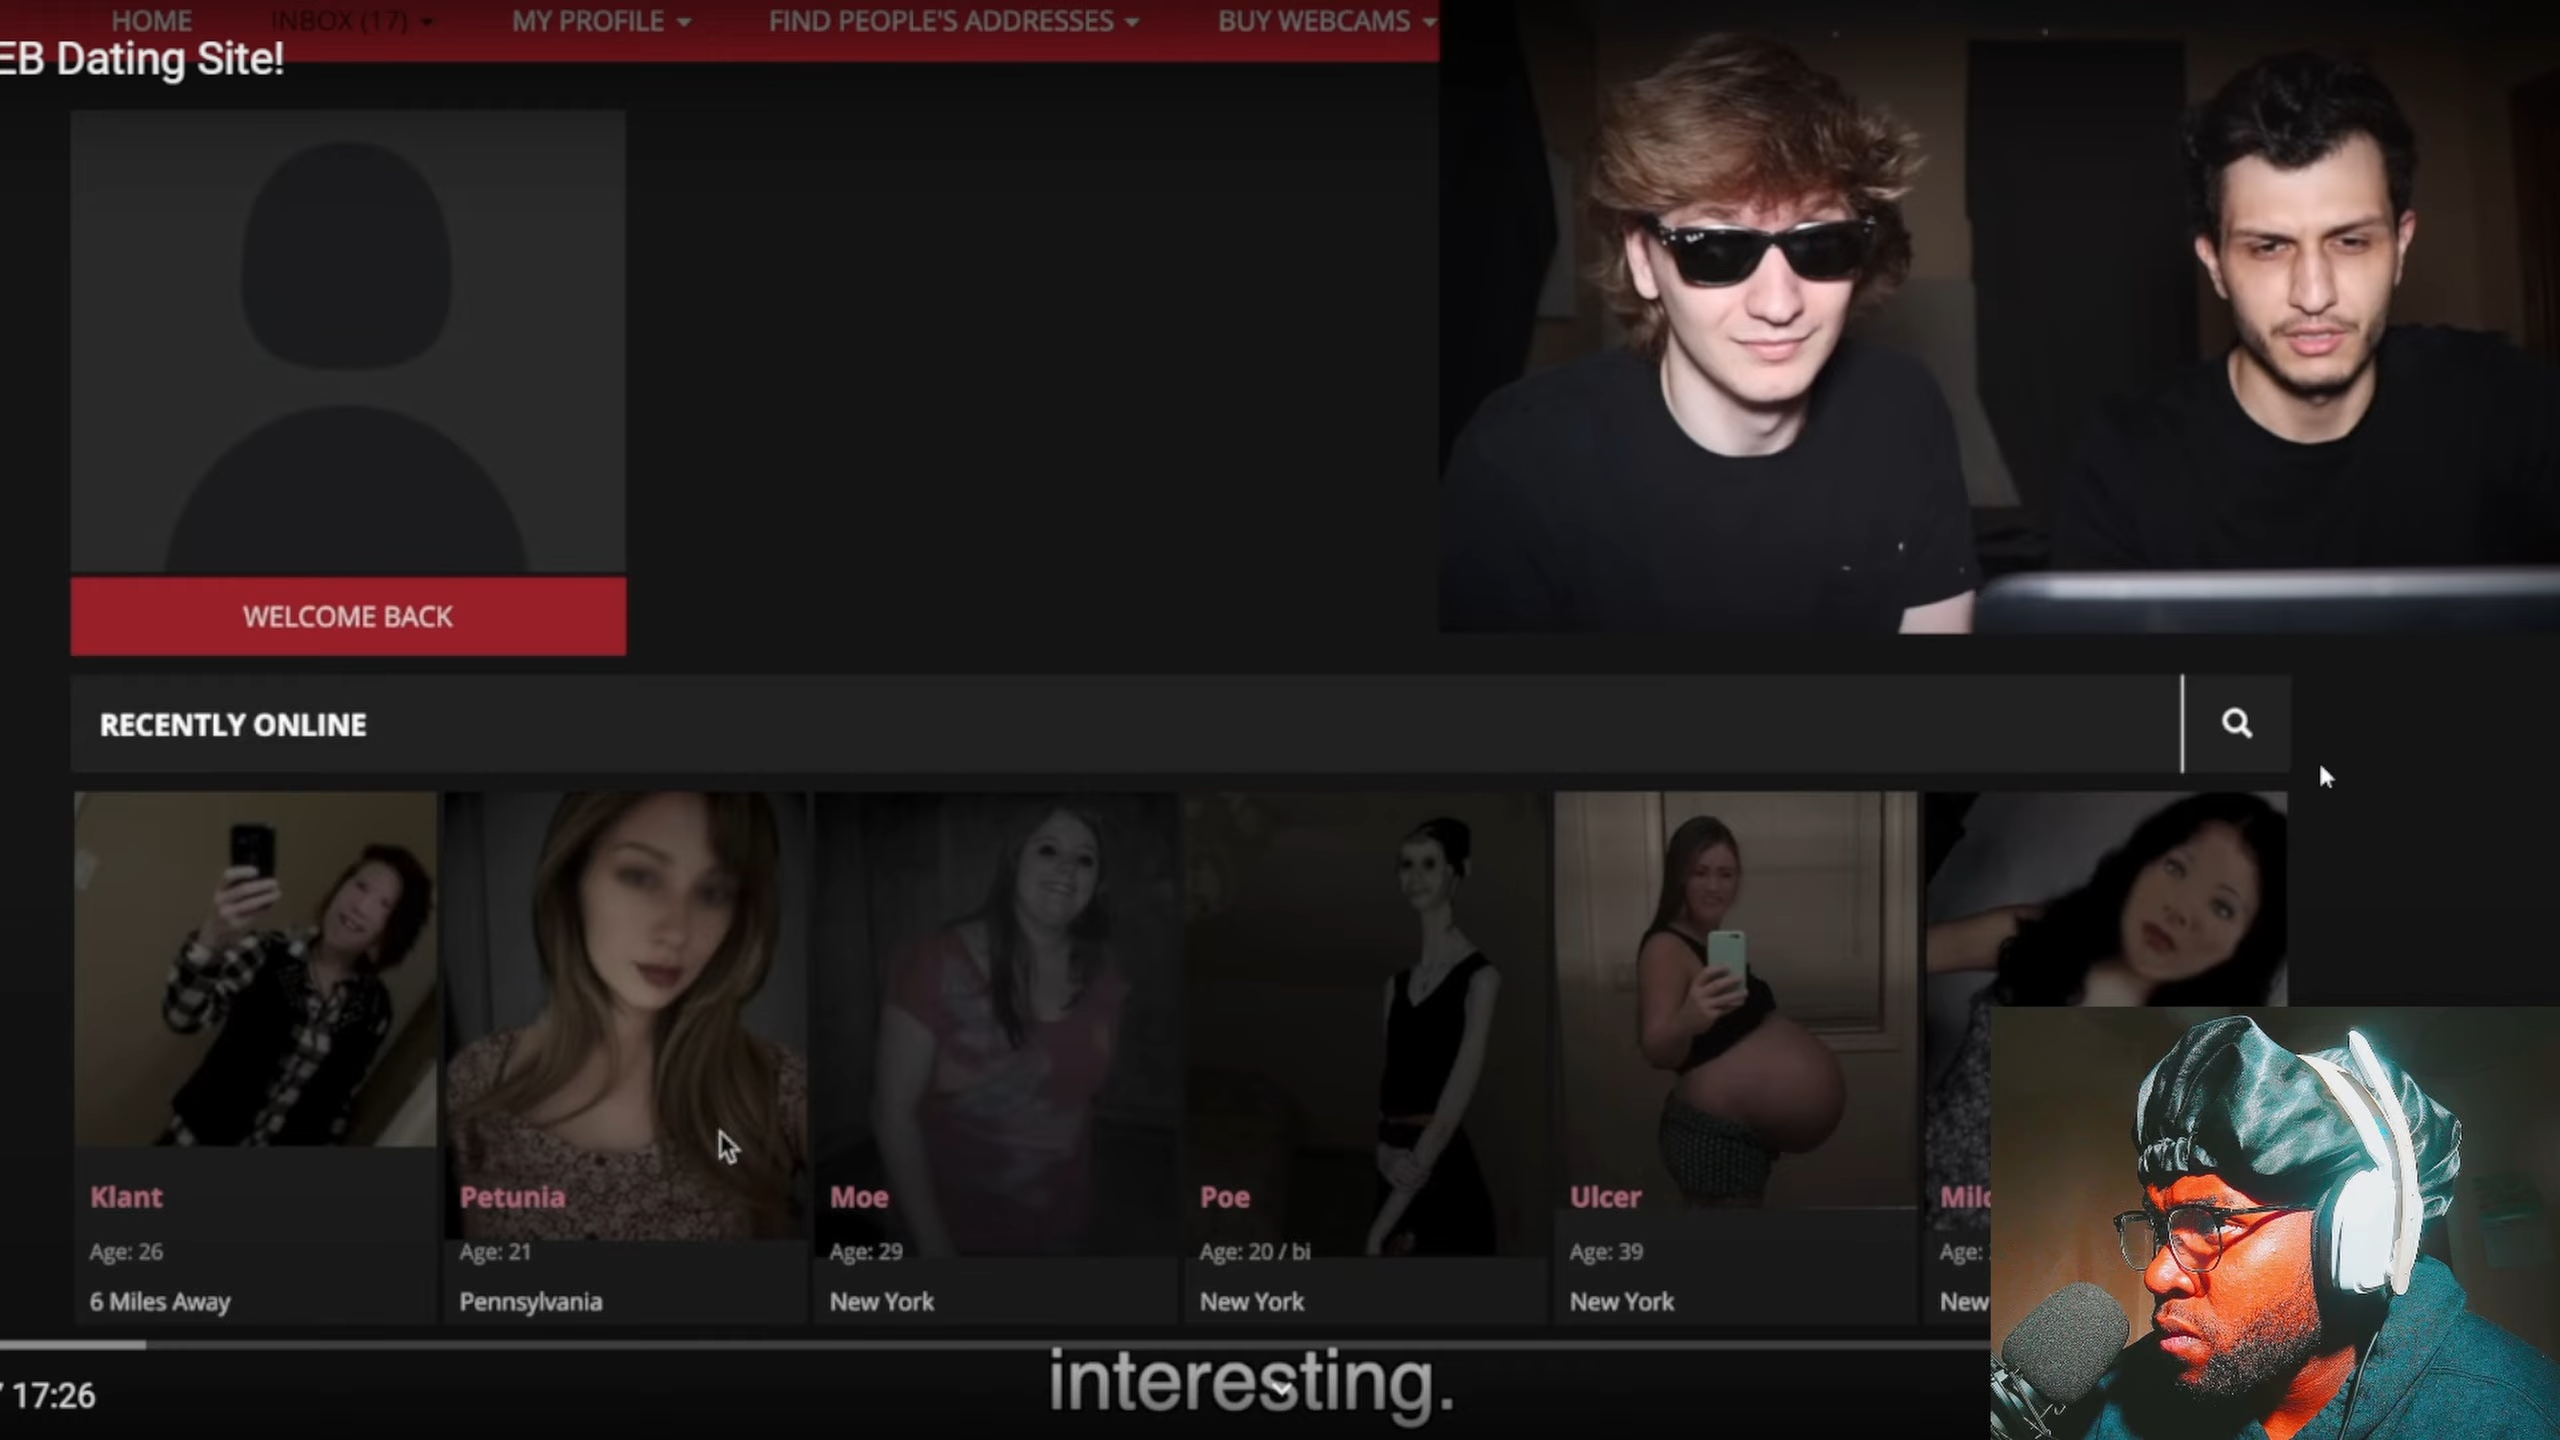 HOME INBOX (17) MY PROFILE FIND PEOPLE'S ADDRESSES BUY WEBCAMS
EB Dating Site!
WELCOME BACK
RECENTLY ONLINE
Klant Petunia Moe Poe Ulcer
Age: 26 Age: 21 Age: 29 Age: 20 / bi Age: 39 Age:
6 Miles Away Pennsylvania New York New York New York New
interesting.
/ 17:26